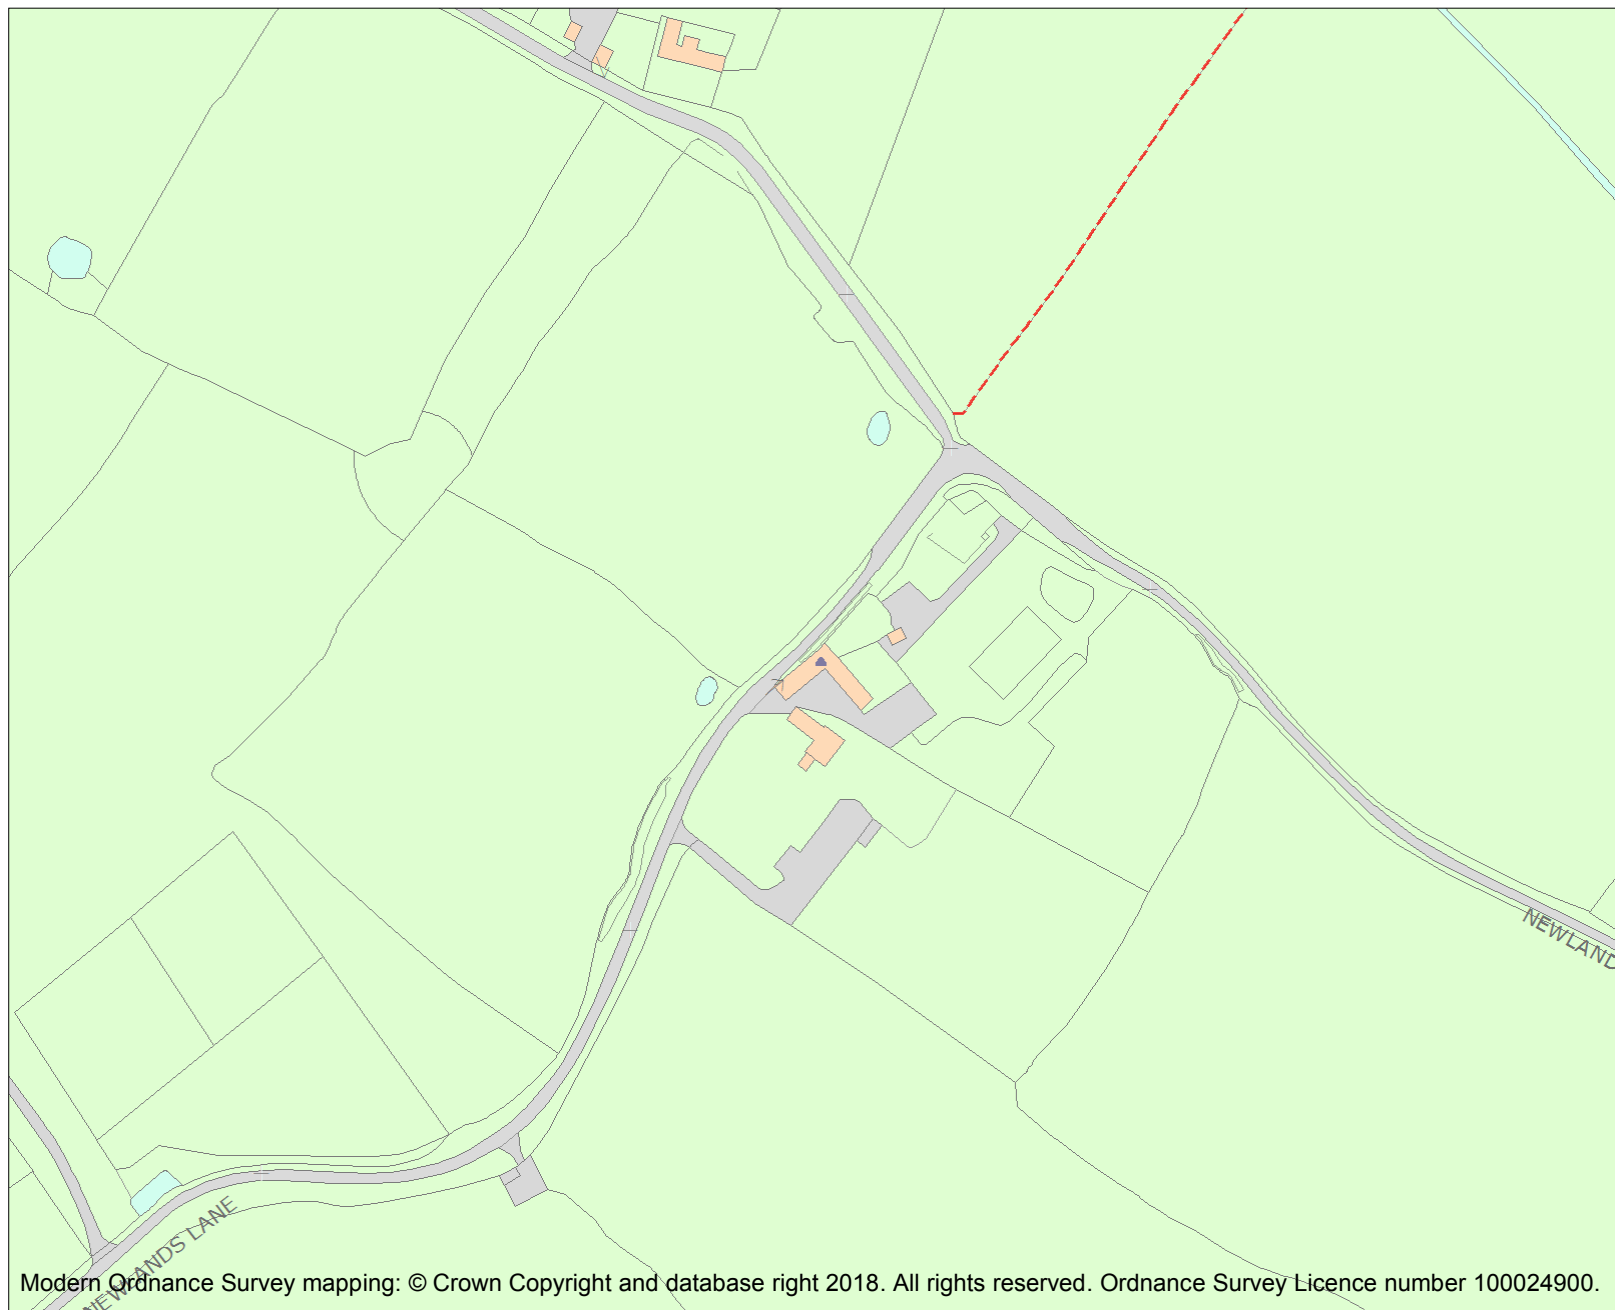 NEWLAND
NEWLANDS LANE
Modern Ordnance Survey mapping: © Crown Copyright and database right 2018. All rights reserved. Ordnance Survey Licence number 100024900.